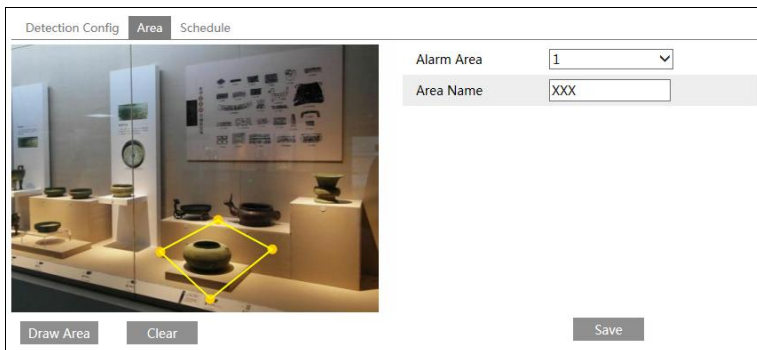 Detection Config Area Schedule
Alarm Area 1
Area Name XXX
Draw Area Clear Save